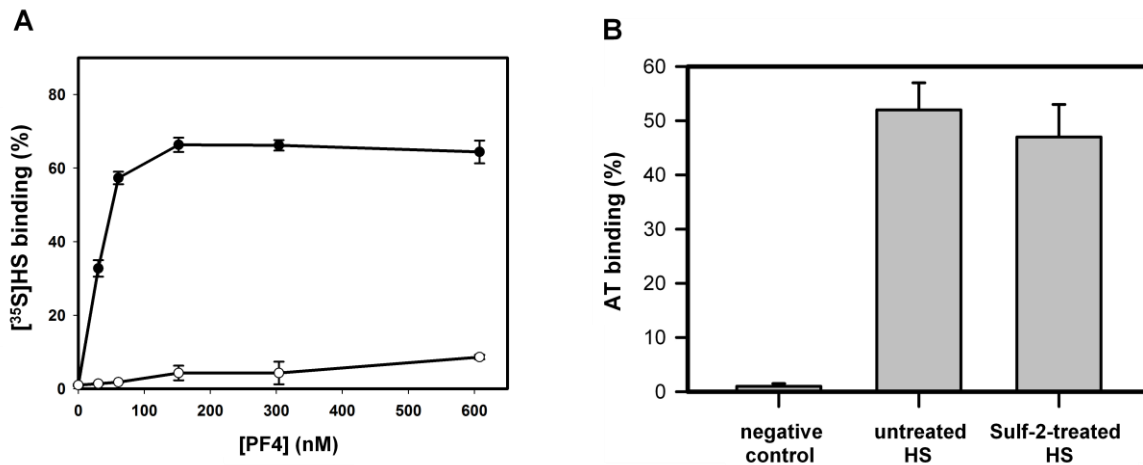 A
[³⁵S]HS binding (%)
80
60
40
20
0
0 100 200 300 400 500 600
[PF4] (nM)
B
AT binding (%)
60
50
40
30
20
10
0
negative untreated Sulf-2-treated
control HS HS